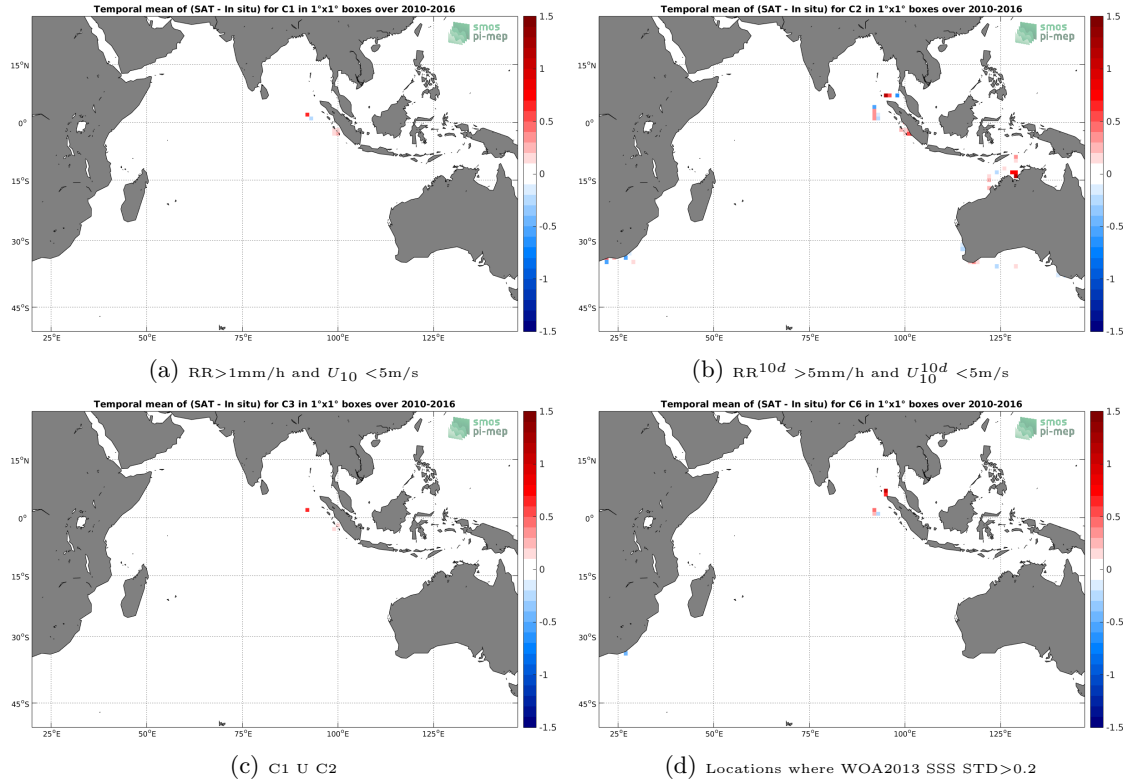 Temporal mean of (SAT - In situ) for C1 in 1°x1° boxes over 2010-2016
smos
pi-mep
15°N
0°
15°S
30°S
45°S
25°E
50°E
75°E
100°E
125°E
1.5
1
0.5
0
-0.5
-1
-1.5
(a) RR>1mm/h and U10 <5m/s
Temporal mean of (SAT - In situ) for C2 in 1°x1° boxes over 2010-2016
smos
pi-mep
15°N
0°
15°S
30°S
45°S
25°E
50°E
75°E
100°E
125°E
1.5
1
0.5
0
-0.5
-1
-1.5
(b) RR10d >5mm/h and U10d10 <5m/s
Temporal mean of (SAT - In situ) for C3 in 1°x1° boxes over 2010-2016
smos
pi-mep
15°N
0°
15°S
30°S
45°S
25°E
50°E
75°E
100°E
125°E
1.5
1
0.5
0
-0.5
-1
-1.5
(c) C1 U C2
Temporal mean of (SAT - In situ) for C6 in 1°x1° boxes over 2010-2016
smos
pi-mep
15°N
0°
15°S
30°S
45°S
25°E
50°E
75°E
100°E
125°E
1.5
1
0.5
0
-0.5
-1
-1.5
(d) Locations where WOA2013 SSS STD>0.2